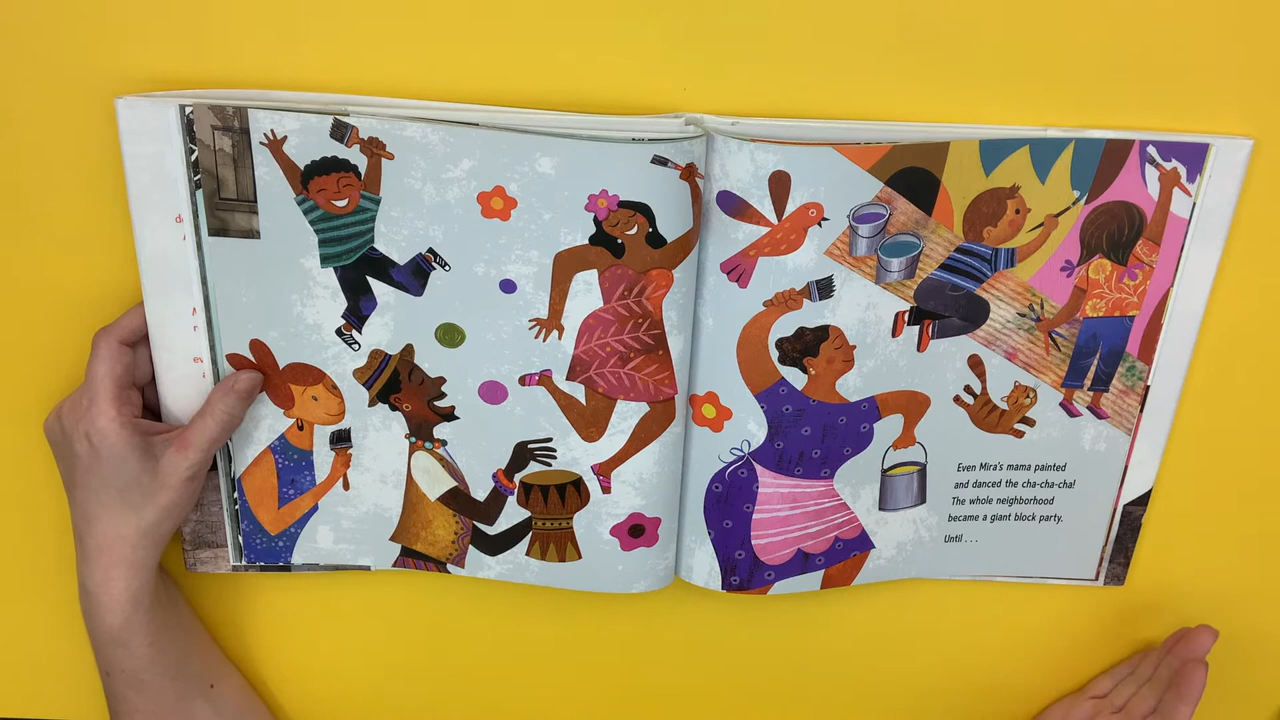 Even Mira's mama painted
and danced the cha-cha-cha!
The whole neighborhood
became a giant block party.
Until . . .